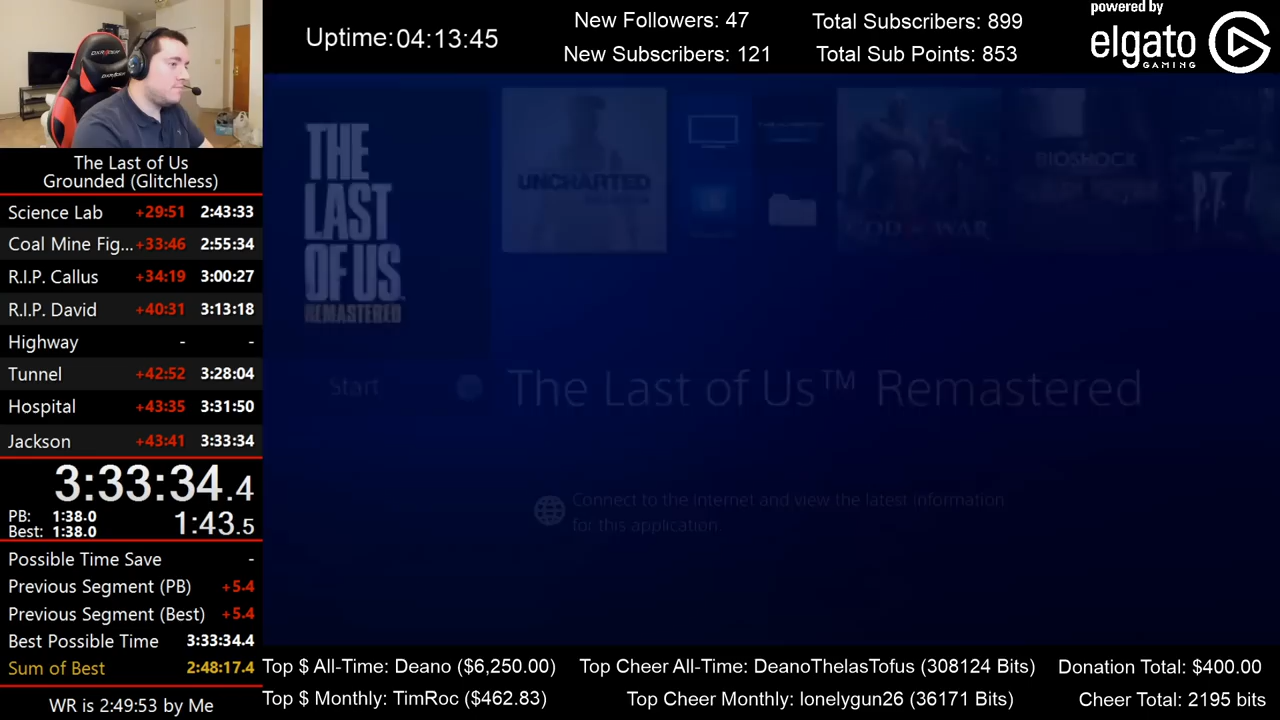 Uptime: 04:13:45
New Followers: 47
Total Subscribers: 899
New Subscribers: 121
Total Sub Points: 853
powered by
elgato
GAMING
DXRACER
DXRACER
The Last of Us
Grounded (Glitchless)
Science Lab +29:51 2:43:33
Coal Mine Fig... +33:46 2:55:34
R.I.P. Callus +34:19 3:00:27
R.I.P. David +40:31 3:13:18
Highway - -
Tunnel +42:52 3:28:04
Hospital +43:35 3:31:50
Jackson +43:41 3:33:34
3:33:34.4
PB: 1:38.0
Best: 1:38.0
1:43.5
Possible Time Save -
Previous Segment (PB) +5.4
Previous Segment (Best) +5.4
Best Possible Time 3:33:34.4
Sum of Best 2:48:17.4
WR is 2:49:53 by Me
THE
LAST
OF US
REMASTERED
UNCHARTED
GOD OF WAR
BIOSHOCK
P.T.
Start
The Last of Us™ Remastered
Connect to the Internet and view the latest information
for this application.
Top $ All-Time: Deano ($6,250.00)
Top Cheer All-Time: DeanoThelasTofus (308124 Bits)
Donation Total: $400.00
Top $ Monthly: TimRoc ($462.83)
Top Cheer Monthly: lonelygun26 (36171 Bits)
Cheer Total: 2195 bits